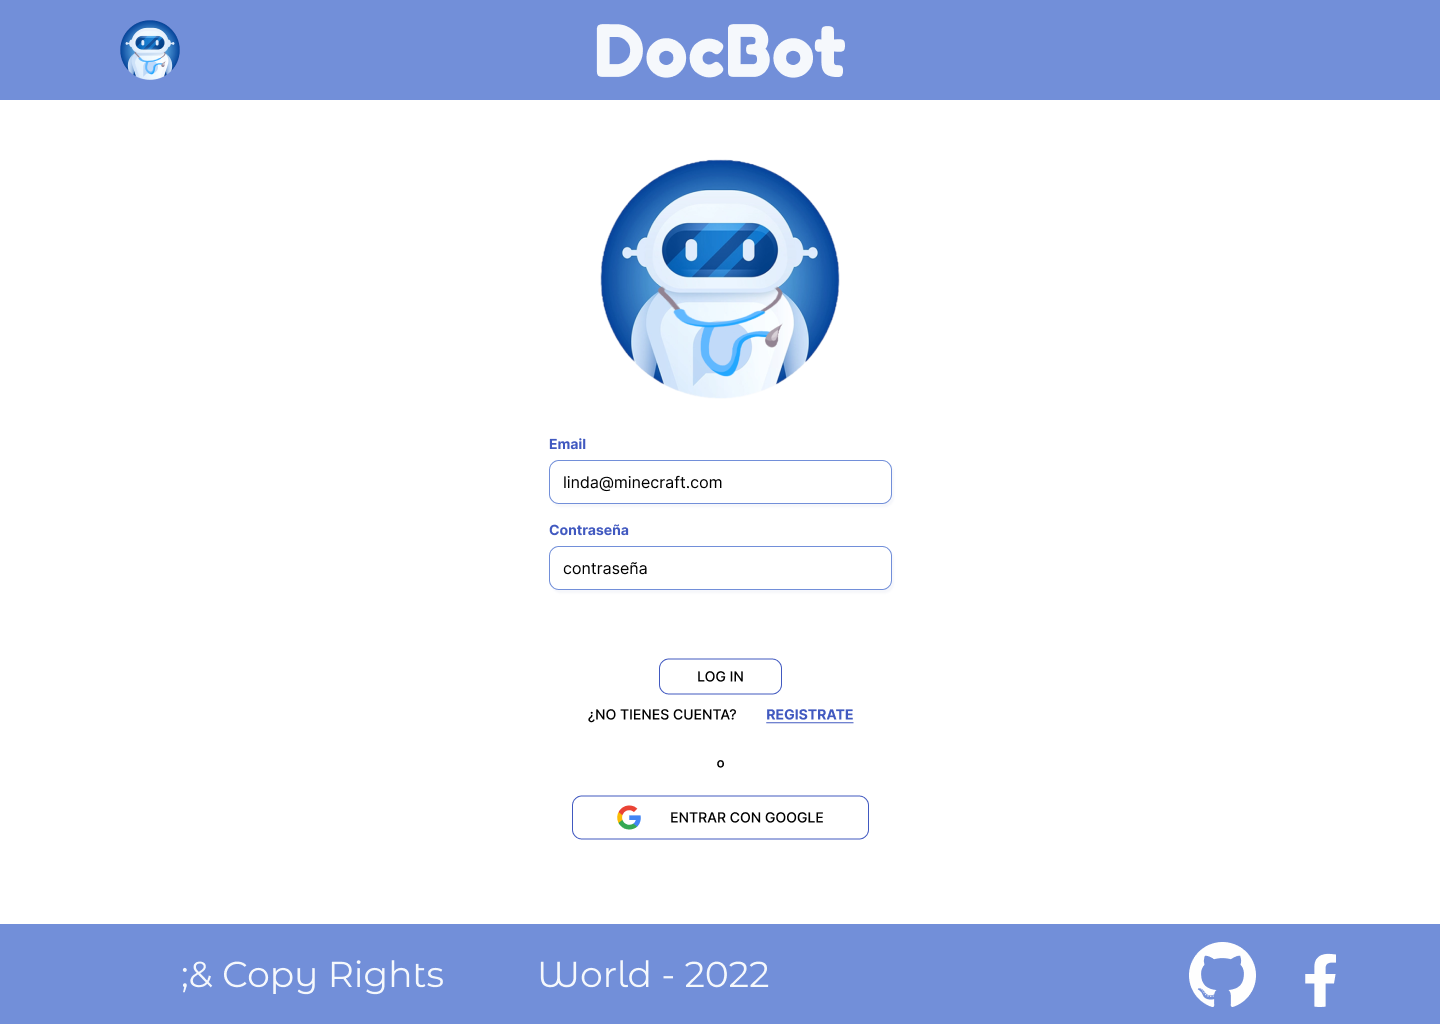 DocBot
Email
linda@minecraft.com
Contraseña
contraseña
LOG IN
¿NO TIENES CUENTA? REGISTRATE
o
ENTRAR CON GOOGLE
;& Copy Rights World - 2022